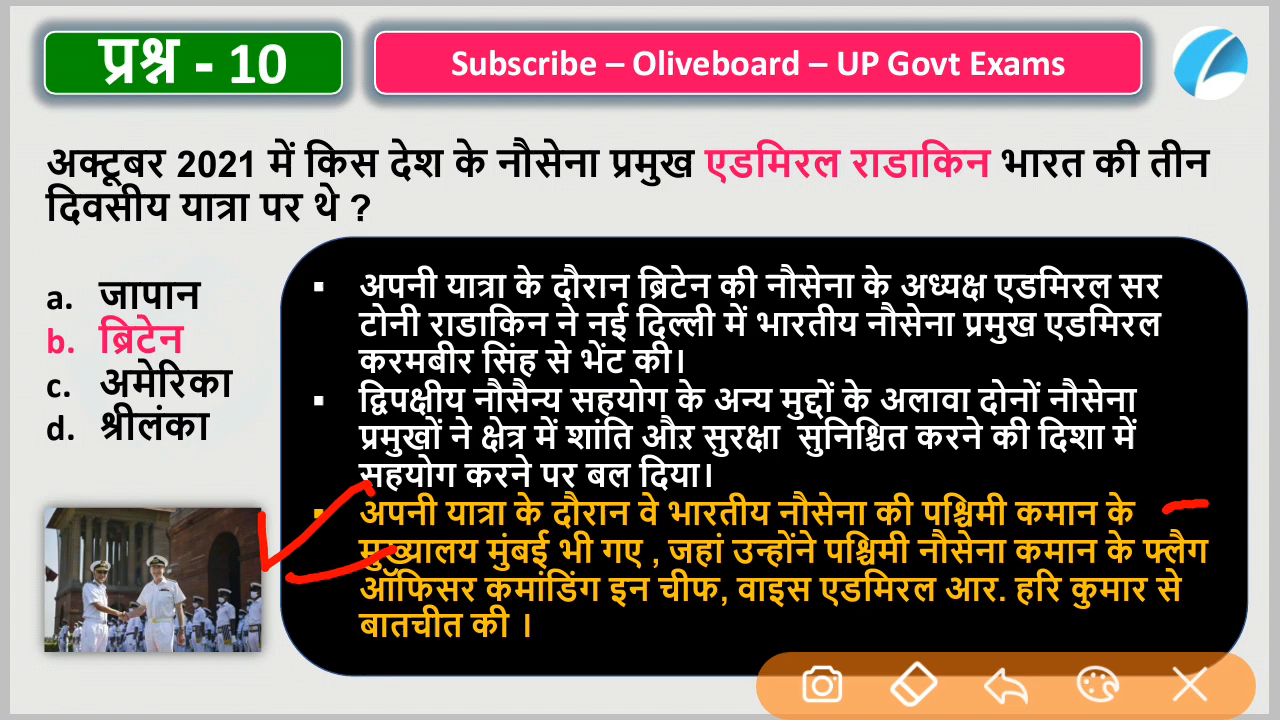 प्रश्न - 10
Subscribe – Oliveboard – UP Govt Exams
अक्टूबर 2021 में किस देश के नौसेना प्रमुख एडमिरल राडाकिन भारत की तीन
दिवसीय यात्रा पर थे ?
a. जापान
b. ब्रिटेन
c. अमेरिका
d. श्रीलंका
▪ अपनी यात्रा के दौरान ब्रिटेन की नौसेना के अध्यक्ष एडमिरल सर
टोनी राडाकिन ने नई दिल्ली में भारतीय नौसेना प्रमुख एडमिरल
करमबीर सिंह से भेंट की।
▪ द्विपक्षीय नौसैन्य सहयोग के अन्य मुद्दों के अलावा दोनों नौसेना
प्रमुखों ने क्षेत्र में शांति औऱ सुरक्षा सुनिश्चित करने की दिशा में
सहयोग करने पर बल दिया।
▪ अपनी यात्रा के दौरान वे भारतीय नौसेना की पश्चिमी कमान के
मुख्यालय मुंबई भी गए , जहां उन्होंने पश्चिमी नौसेना कमान के फ्लैग
ऑफिसर कमांडिंग इन चीफ, वाइस एडमिरल आर. हरि कुमार से
बातचीत की ।